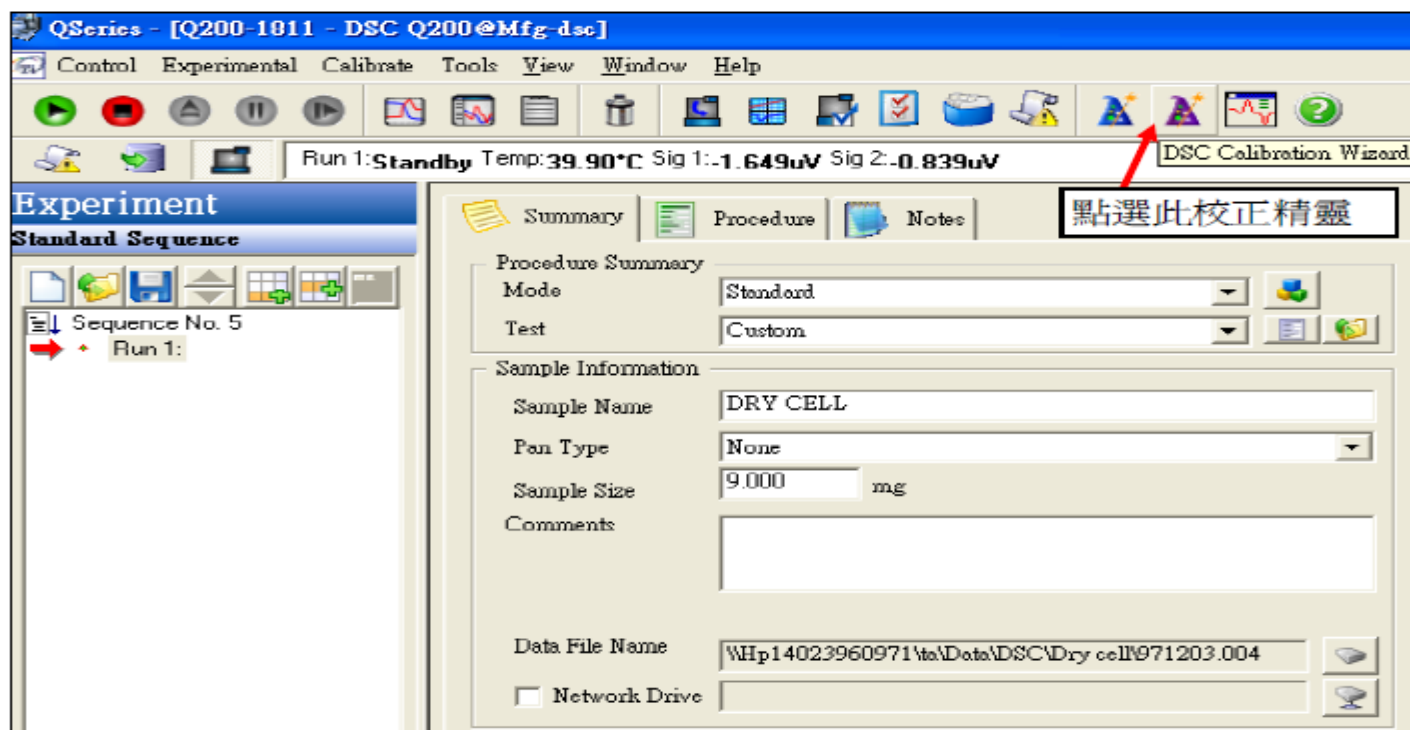 QSeries - [Q200-1811 - DSC Q200@Mfg-dsc]
Control Experimental Calibrate Tools View Window Help
Run 1:Standby Temp:39.90°C Sig 1:-1.649uV Sig 2:-0.839uV
DSC Calibration Wizard
點選此校正精靈
Experiment
Standard Sequence
Sequence No. 5
Run 1:
Summary Procedure Notes
Procedure Summary
Mode Standard
Test Custom
Sample Information
Sample Name DRY CELL
Pan Type None
Sample Size 9.000 mg
Comments
Data File Name \\Hp14023960971\ta\Data\DSC\Dry cell\971203.004
Network Drive